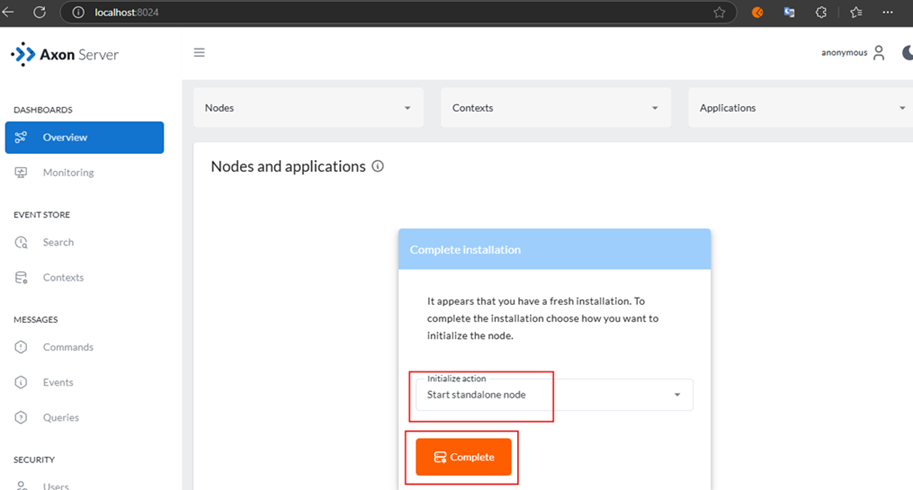 localhost:8024
Axon Server
anonymous
DASHBOARDS
Overview
Monitoring
EVENT STORE
Search
Contexts
MESSAGES
Commands
Events
Queries
SECURITY
Users
Nodes
Contexts
Applications
Nodes and applications
Complete installation
It appears that you have a fresh installation. To
complete the installation choose how you want to
initialize the node.
Initialize action
Start standalone node
Complete